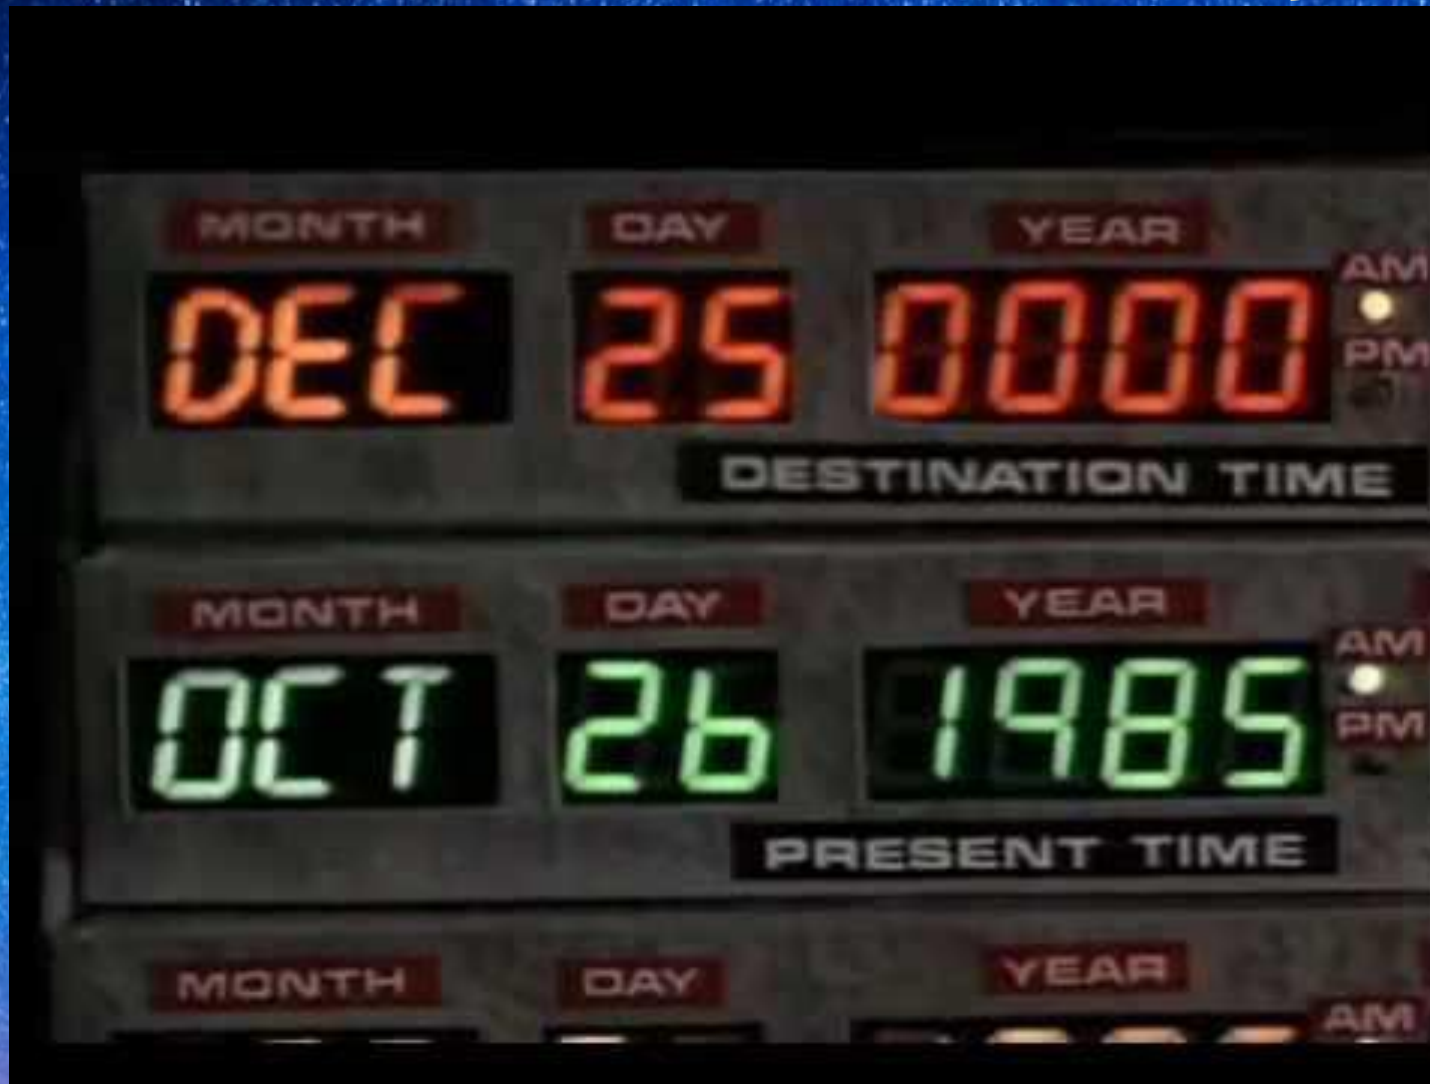 MONTH DAY YEAR
AM
DEC 25 0000
PM
DESTINATION TIME
MONTH DAY YEAR
AM
OCT 26 1985
PM
PRESENT TIME
MONTH DAY YEAR
AM